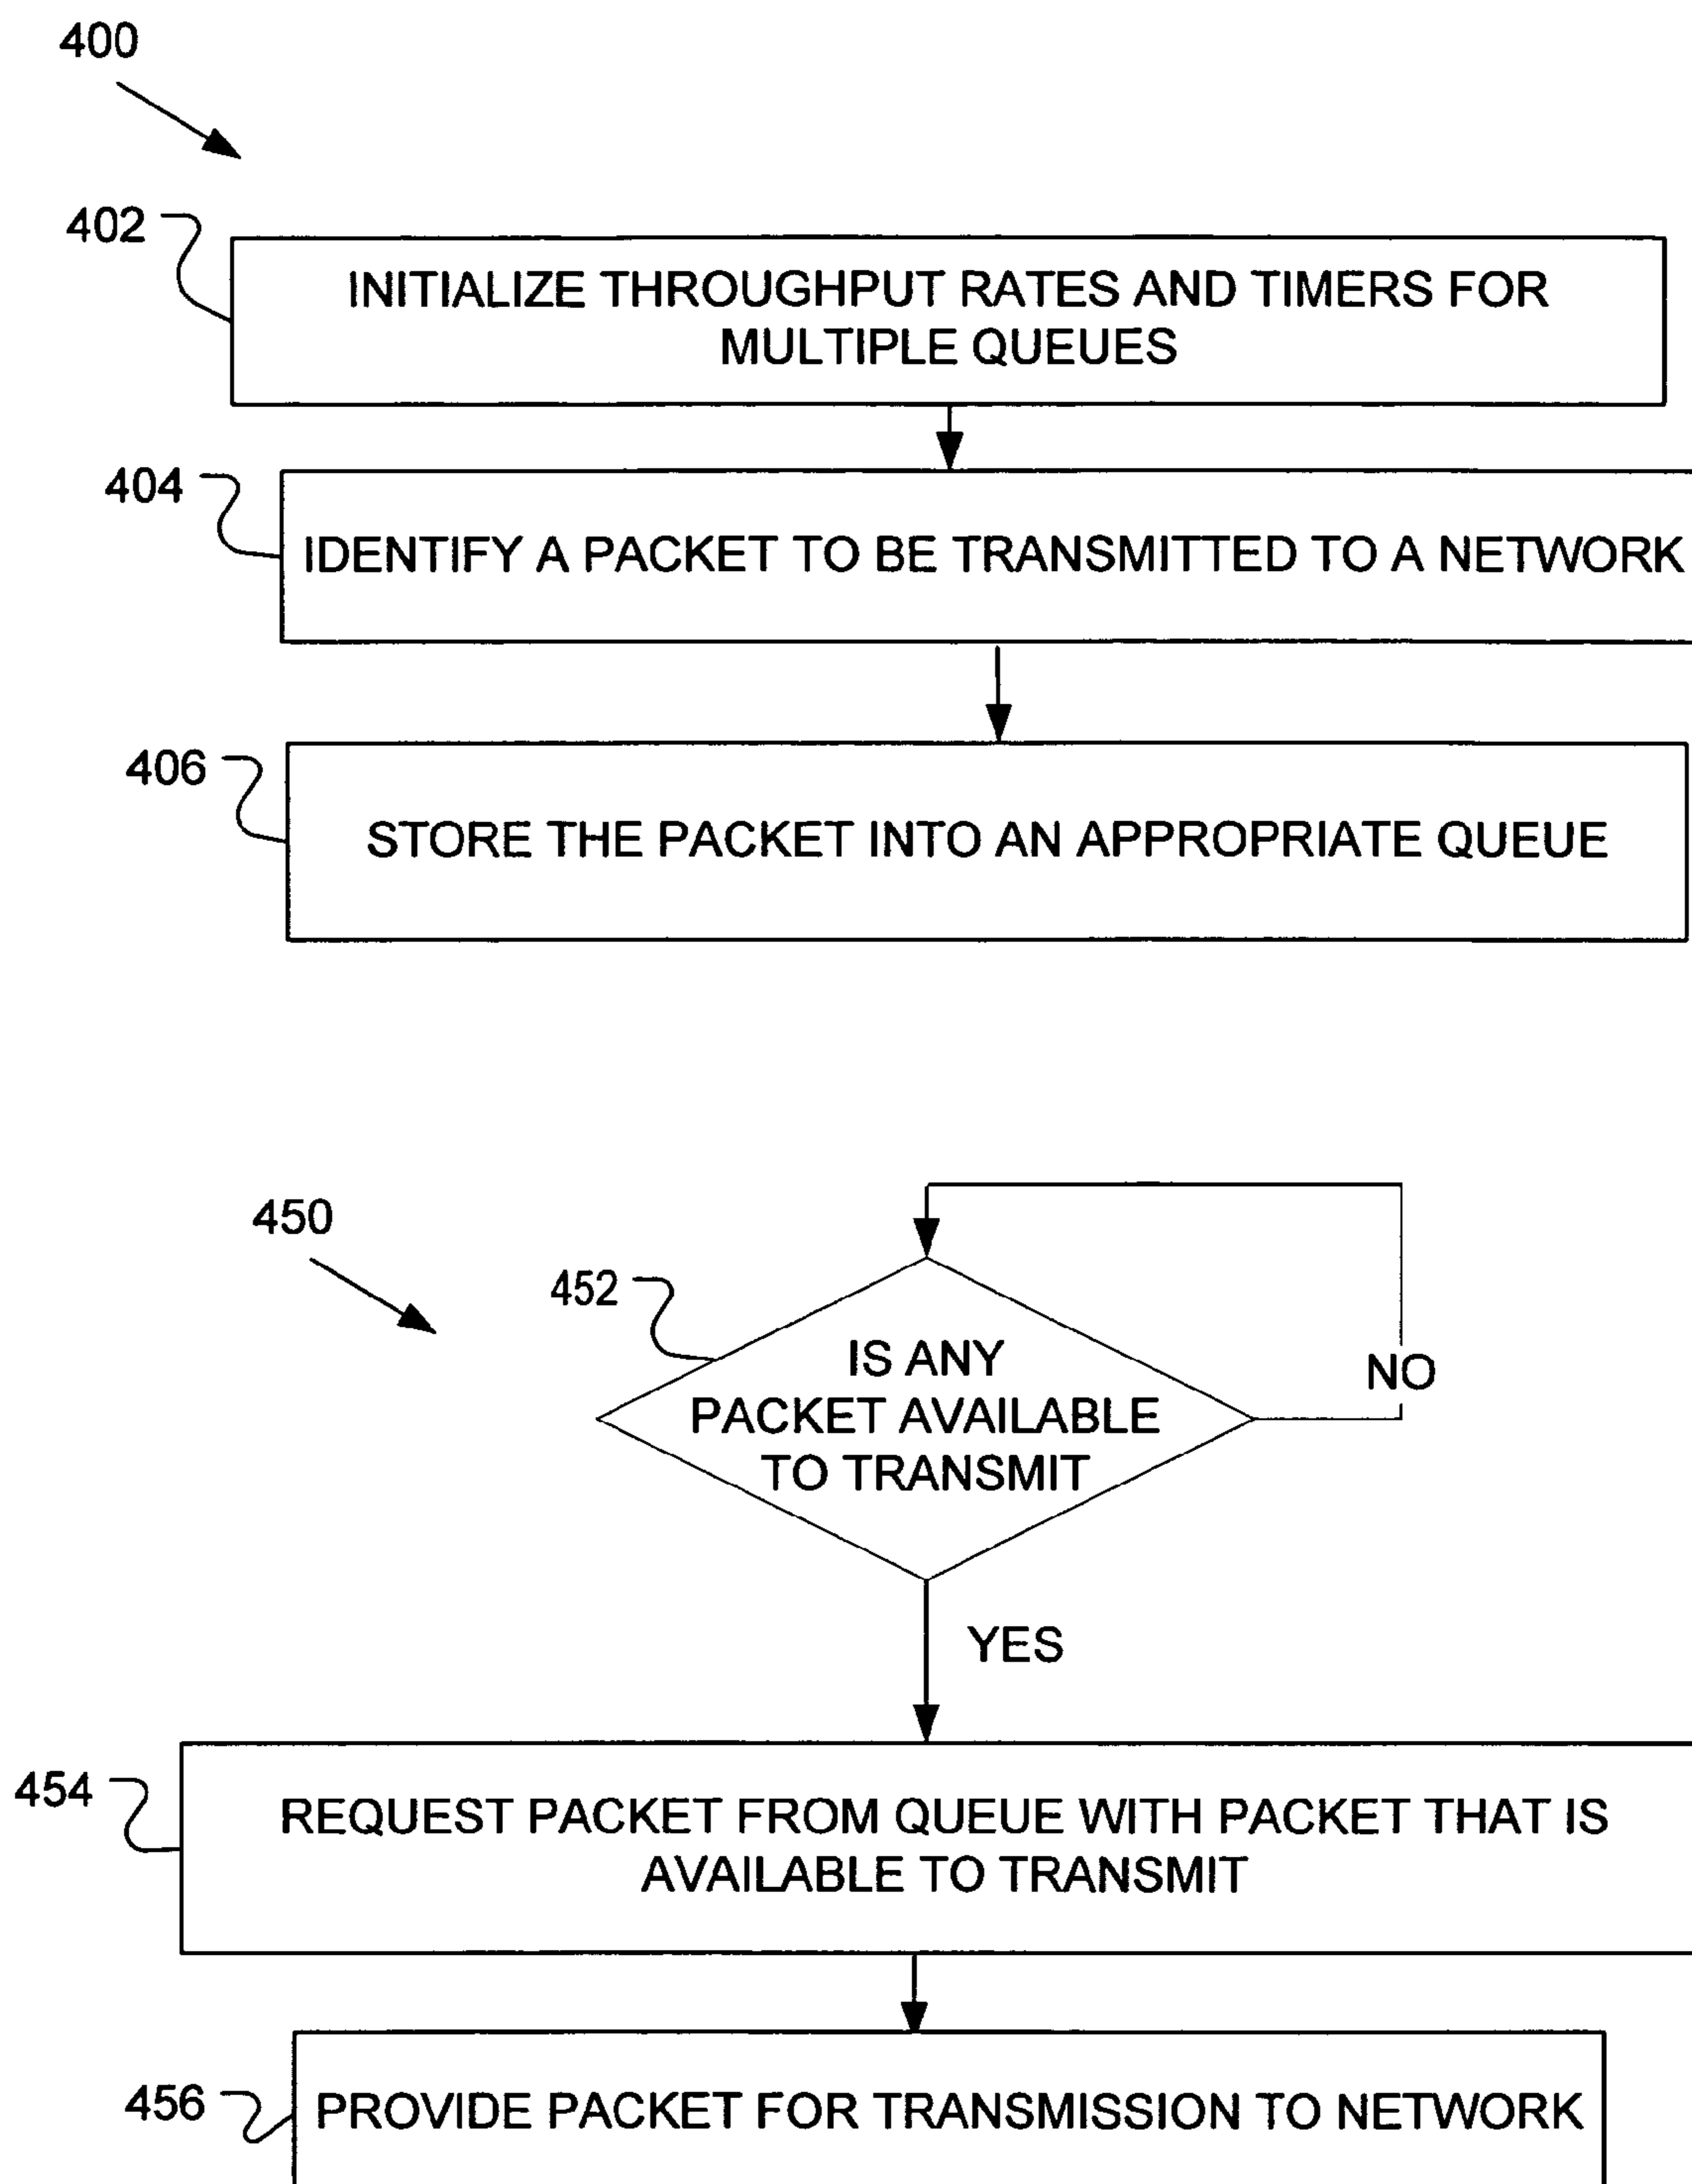 400
402
INITIALIZE THROUGHPUT RATES AND TIMERS FOR
MULTIPLE QUEUES
404
IDENTIFY A PACKET TO BE TRANSMITTED TO A NETWORK
406
STORE THE PACKET INTO AN APPROPRIATE QUEUE
450
452
IS ANY
PACKET AVAILABLE
TO TRANSMIT
NO
YES
454
REQUEST PACKET FROM QUEUE WITH PACKET THAT IS
AVAILABLE TO TRANSMIT
456
PROVIDE PACKET FOR TRANSMISSION TO NETWORK